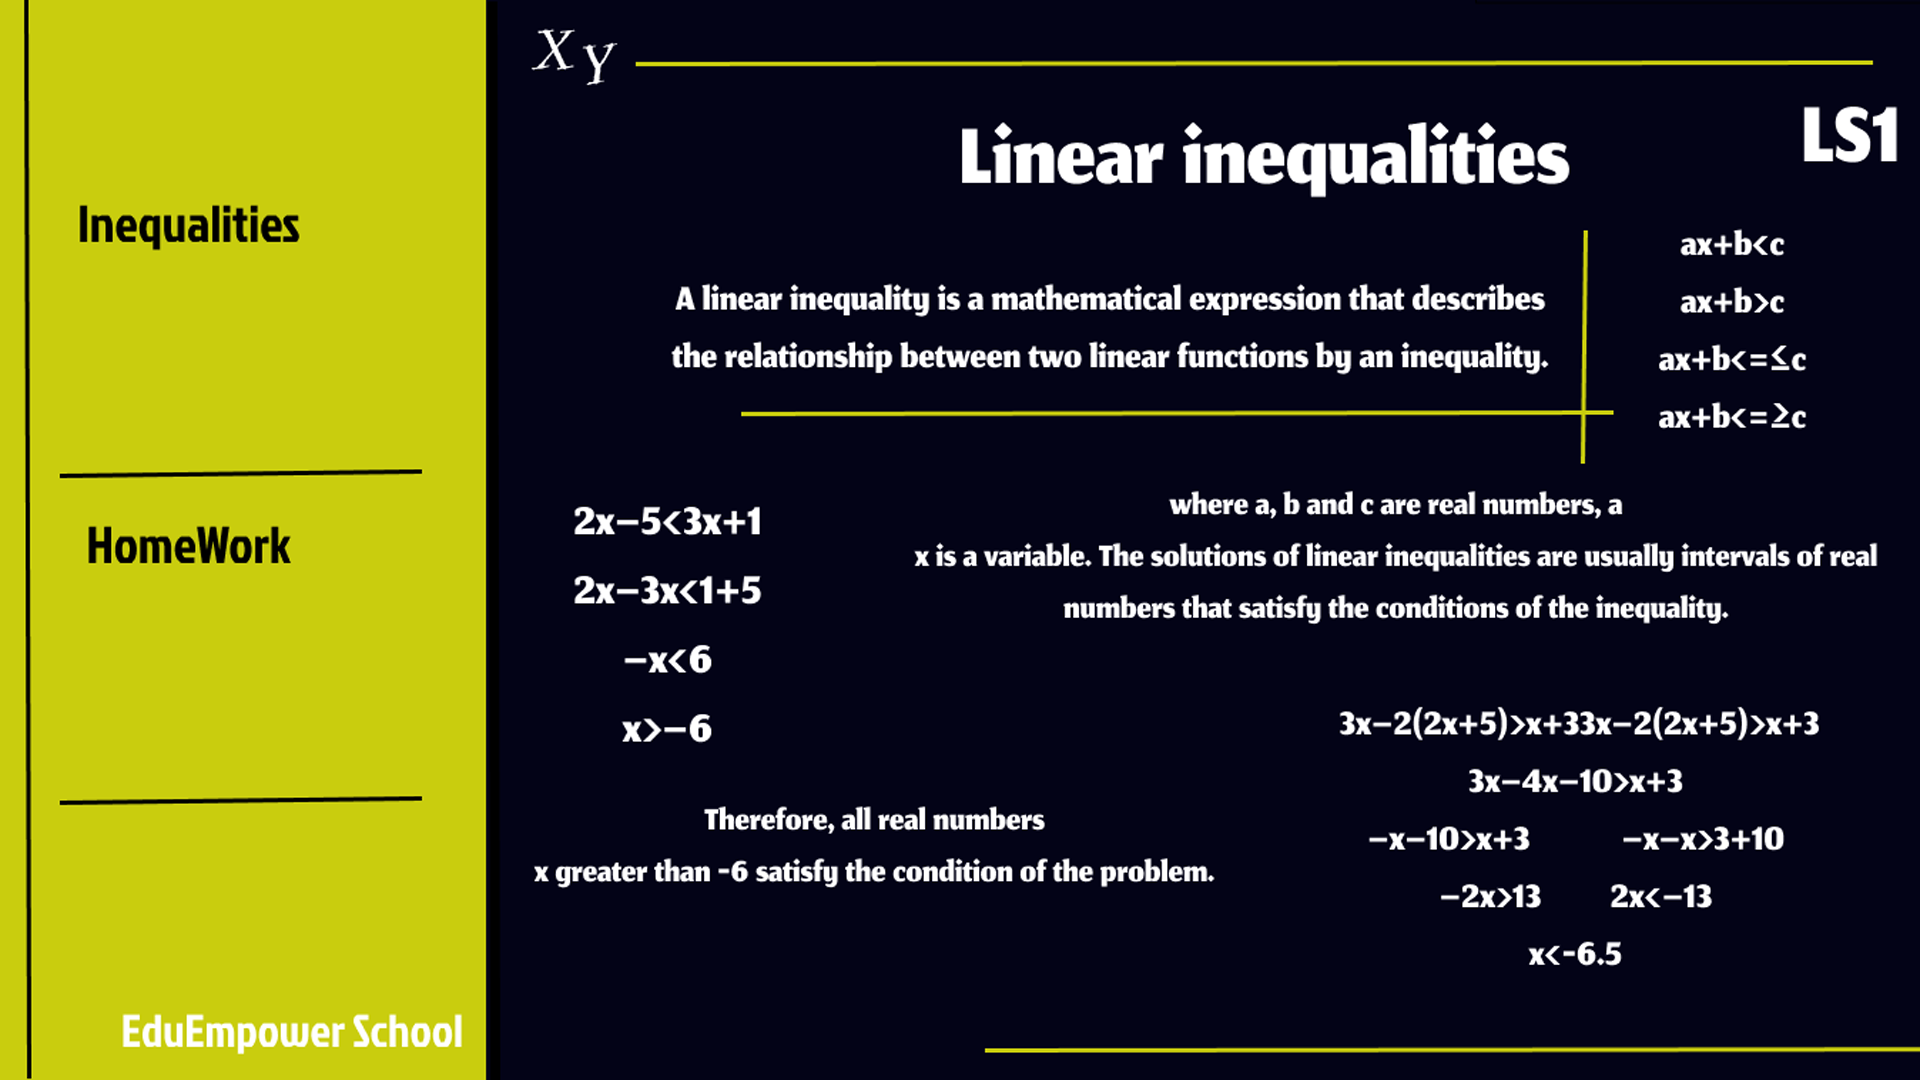 X Y
Linear inequalities
LS1
Inequalities
HomeWork
EduEmpower School
A linear inequality is a mathematical expression that describes
the relationship between two linear functions by an inequality.
ax+b<c
ax+b>c
ax+b<=≤c
ax+b<=≥c
where a, b and c are real numbers, a
x is a variable. The solutions of linear inequalities are usually intervals of real
numbers that satisfy the conditions of the inequality.
2x−5<3x+1
2x−3x<1+5
−x<6
x>−6
Therefore, all real numbers
x greater than -6 satisfy the condition of the problem.
3x−2(2x+5)>x+33x−2(2x+5)>x+3
3x−4x−10>x+3
−x−10>x+3 −x−x>3+10
−2x>13 2x<−13
x<-6.5